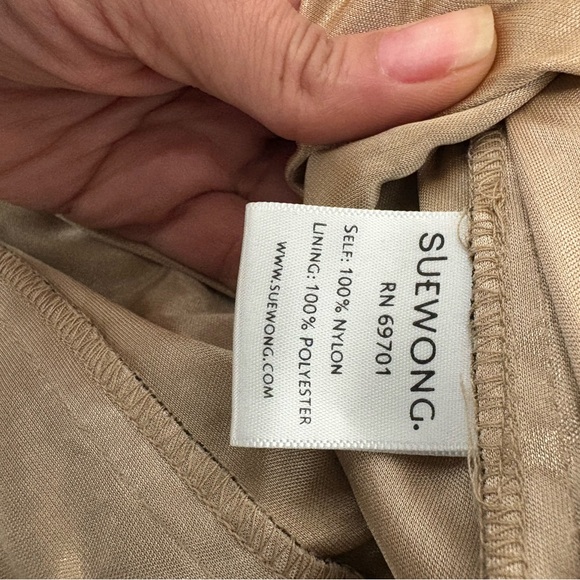 SUEWONG.
RN 69701
SELF: 100% NYLON
LINING: 100% POLYESTER
WWW.SUEWONG.COM